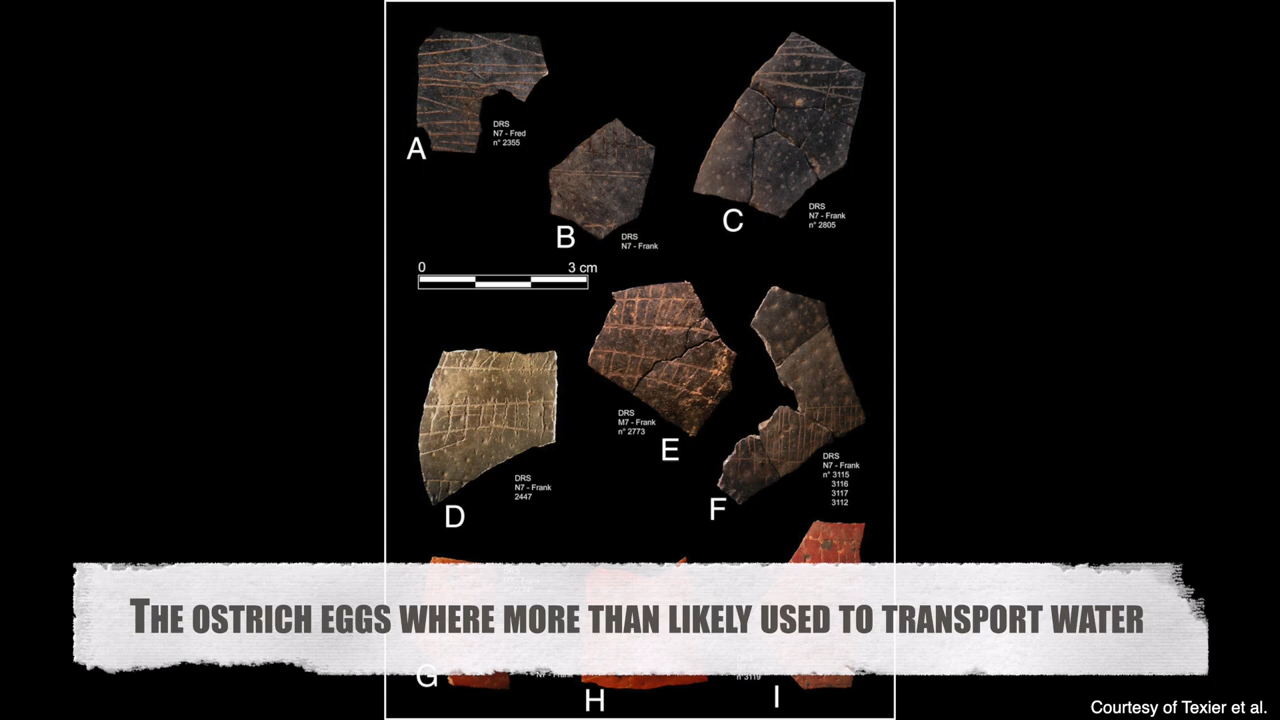 A
DRS
N7 - Fred
n° 2355
B
DRS
N7 - Frank
C
DRS
N7 - Frank
n° 2805
0 3 cm
D
DRS
N7 - Frank
2447
E
DRS
M7 - Frank
n° 2773
F
DRS
N7 - Frank
n° 3115
3116
3117
3112
THE OSTRICH EGGS WHERE MORE THAN LIKELY USED TO TRANSPORT WATER
G
N7 - Frank
H
n°3119
I
Courtesy of Texier et al.